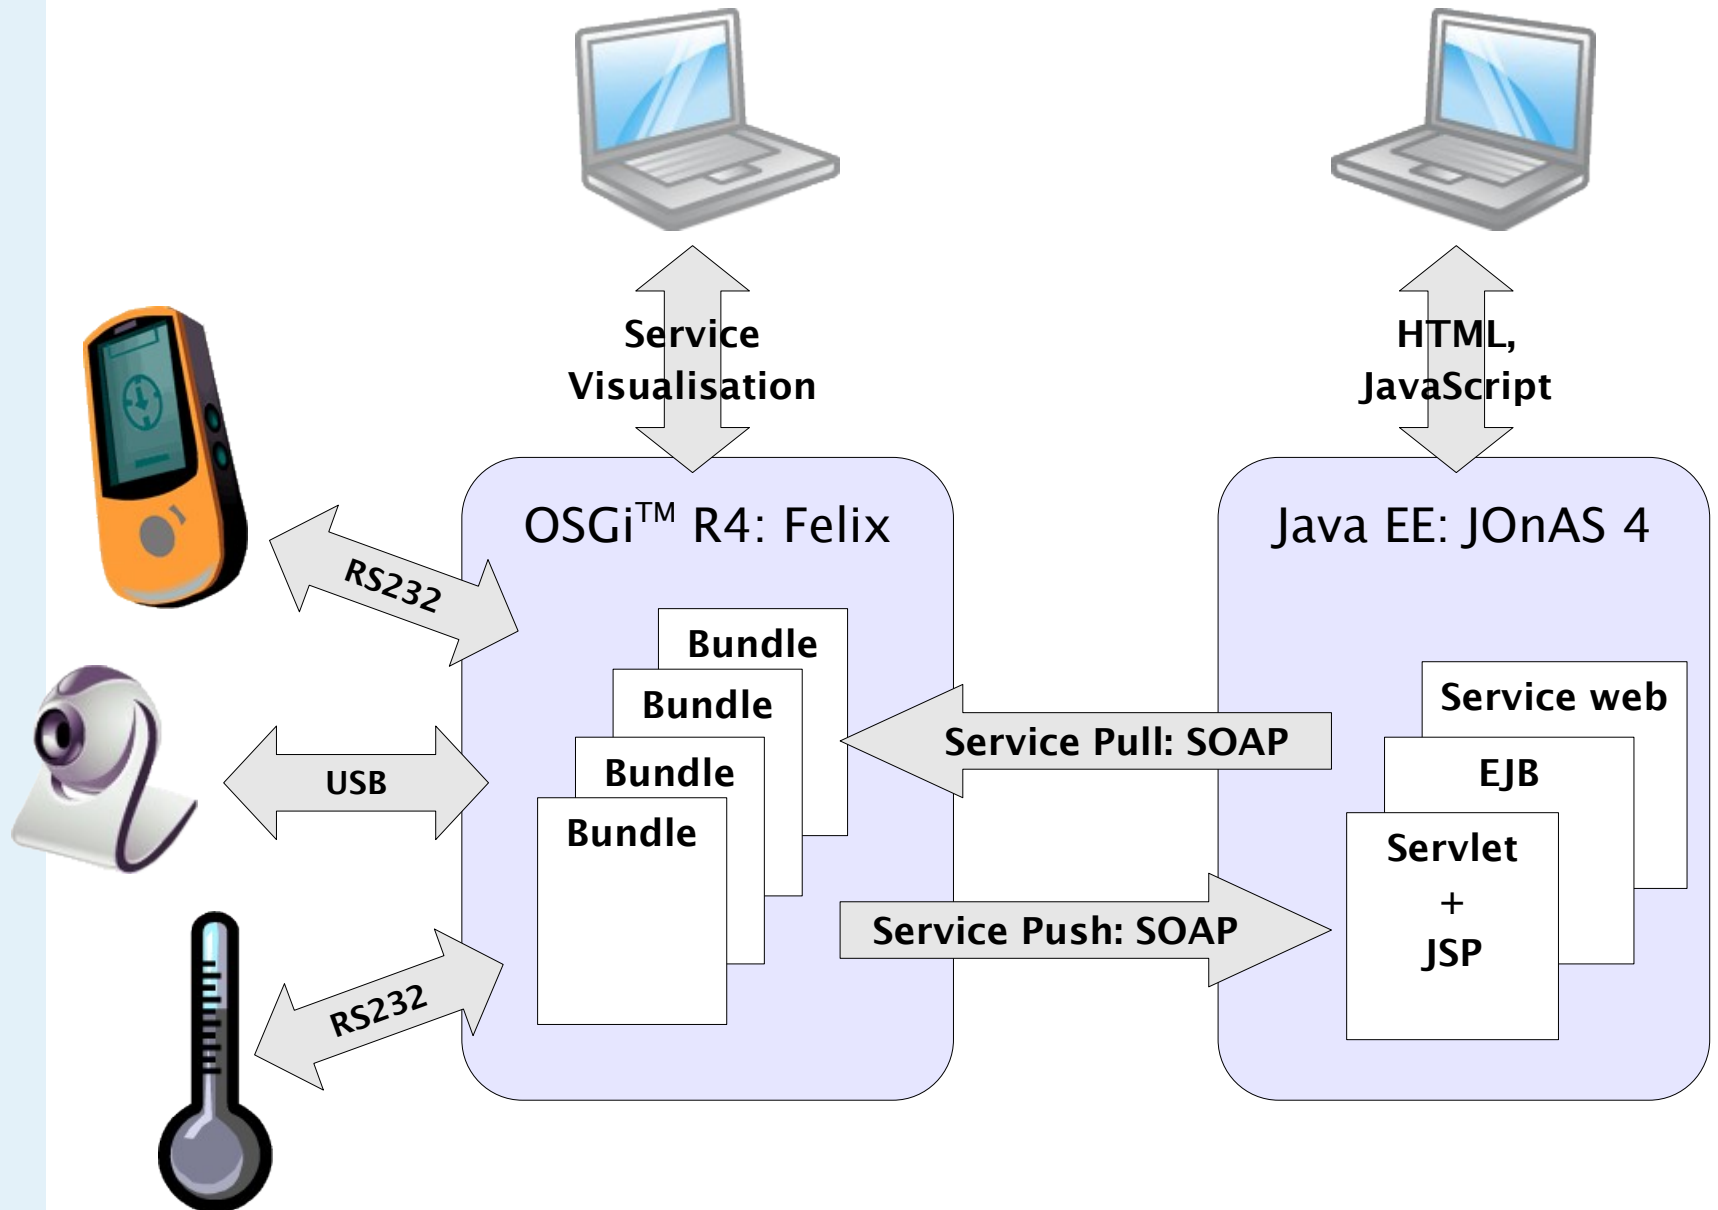 Service
Visualisation
HTML,
JavaScript
OSGi™ R4: Felix
Java EE: JOnAS 4
RS232
Bundle
Bundle
Bundle
Bundle
USB
RS232
Service Pull: SOAP
Service Push: SOAP
Service web
EJB
Servlet
+
JSP